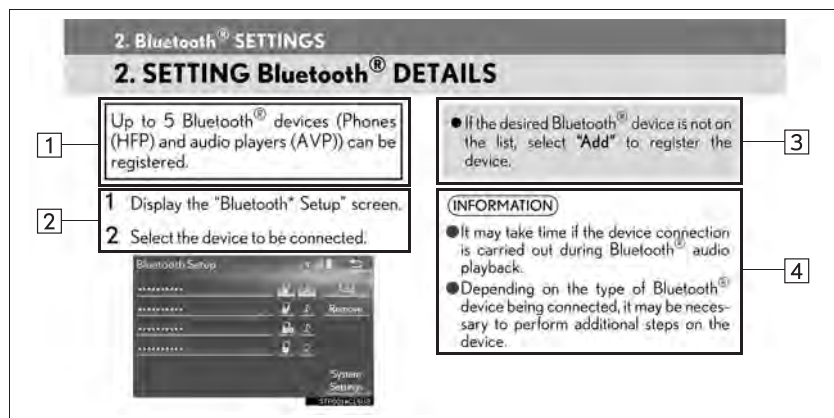 2. Bluetooth® SETTINGS
2. SETTING Bluetooth® DETAILS
1
Up to 5 Bluetooth® devices (Phones
(HFP) and audio players (AVP)) can be
registered.
2
1 Display the "Bluetooth* Setup" screen.
2 Select the device to be connected.
Bluetooth Setup
Remove
System
Settings
3
● If the desired Bluetooth® device is not on
the list, select "Add" to register the
device.
4
INFORMATION
● It may take time if the device connection
is carried out during Bluetooth® audio
playback.
● Depending on the type of Bluetooth®
device being connected, it may be neces-
sary to perform additional steps on the
device.